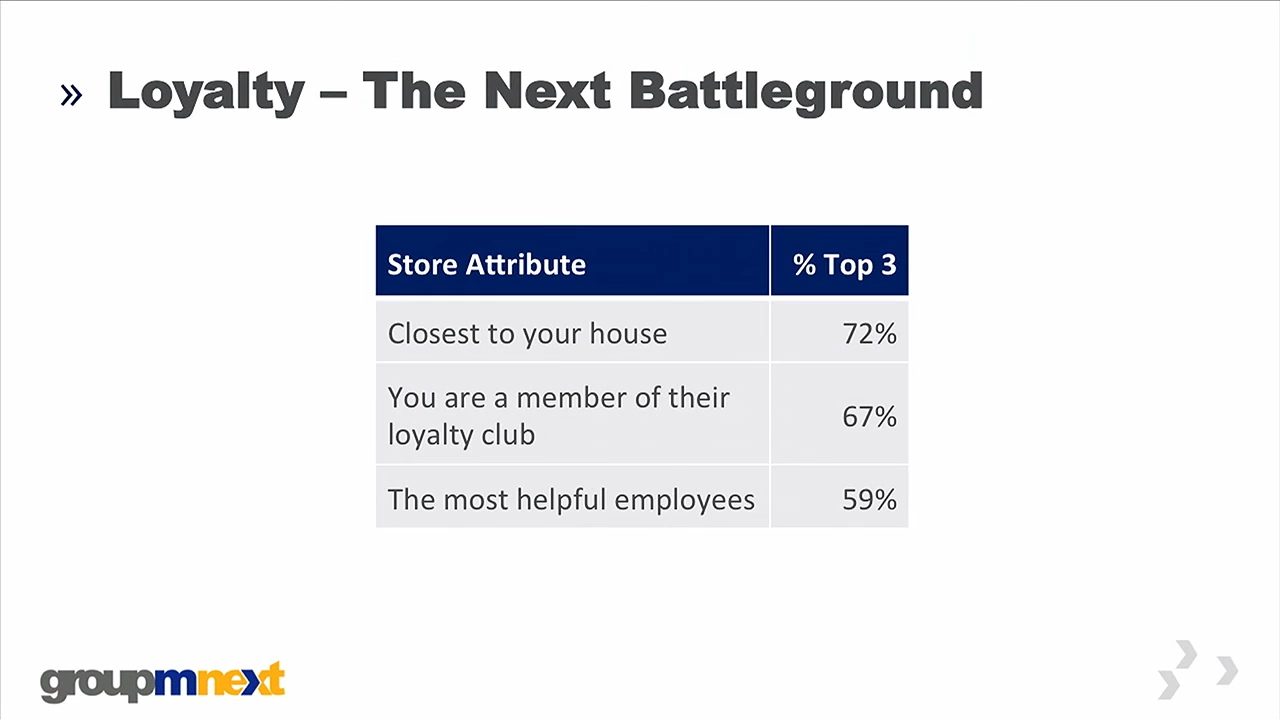 » Loyalty – The Next Battleground
Store Attribute % Top 3
Closest to your house 72%
You are a member of their
loyalty club 67%
The most helpful employees 59%
groupmnext